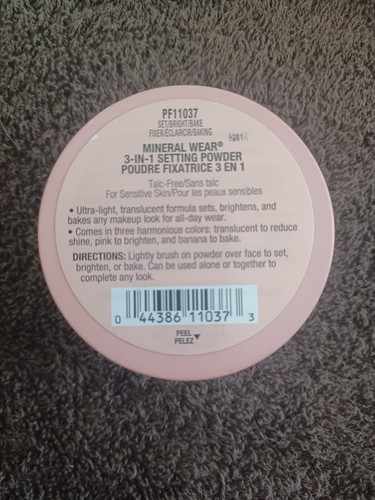 PF11037
SET/BRIGHT/BAKE
FIXER/ÉCLAIRCIR/BAKING
MINERAL WEAR®
3-IN-1 SETTING POWDER
POUDRE FIXATRICE 3 EN 1
Talc-Free/Sans talc
For Sensitive Skin/Pour les peaux sensibles
• Ultra-light, translucent formula sets, brightens, and
bakes any makeup look for all-day wear.
• Comes in three harmonious colors: translucent to reduce
shine, pink to brighten, and banana to bake.
DIRECTIONS: Lightly brush on powder over face to set,
brighten, or bake. Can be used alone or together to
complete any look.
0 44386 11037 3
PEEL
PELEZ